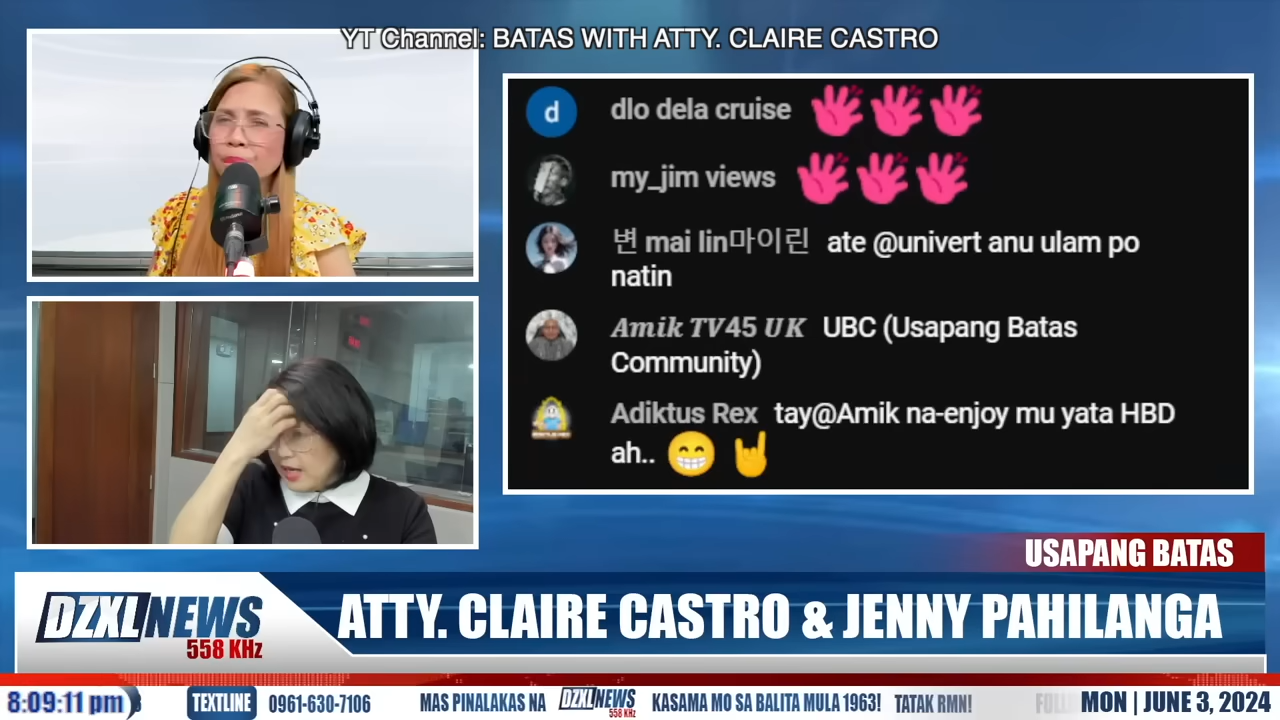 YT Channel: BATAS WITH ATTY. CLAIRE CASTRO
d dlo dela cruise
my_jim views
변 mai lin마이린 ate @univert anu ulam po
natin
Amik TV45 UK UBC (Usapang Batas
Community)
Adiktus Rex tay@Amik na-enjoy mu yata HBD
ah..
USAPANG BATAS
DZXL NEWS
558 KHz
ATTY. CLAIRE CASTRO & JENNY PAHILANGA
8:09:11 pm TEXTLINE 0961-630-7106 MAS PINALAKAS NA DZXL NEWS 558 KHz KASAMA MO SA BALITA MULA 1963! TATAK RMN! MON | JUNE 3, 2024